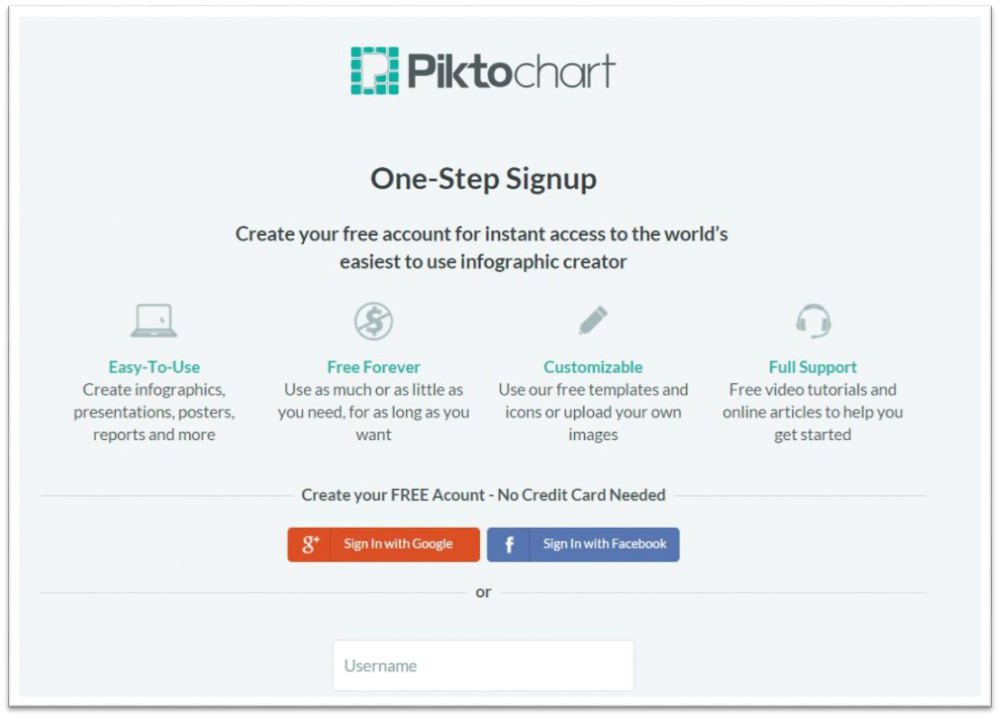 Piktochart
One-Step Signup
Create your free account for instant access to the world's
easiest to use infographic creator
Easy-To-Use
Create infographics,
presentations, posters,
reports and more
Free Forever
Use as much or as little as
you need, for as long as you
want
Customizable
Use our free templates and
icons or upload your own
images
Full Support
Free video tutorials and
online articles to help you
get started
Create your FREE Acount - No Credit Card Needed
g+ Sign In with Google
f Sign In with Facebook
or
Username